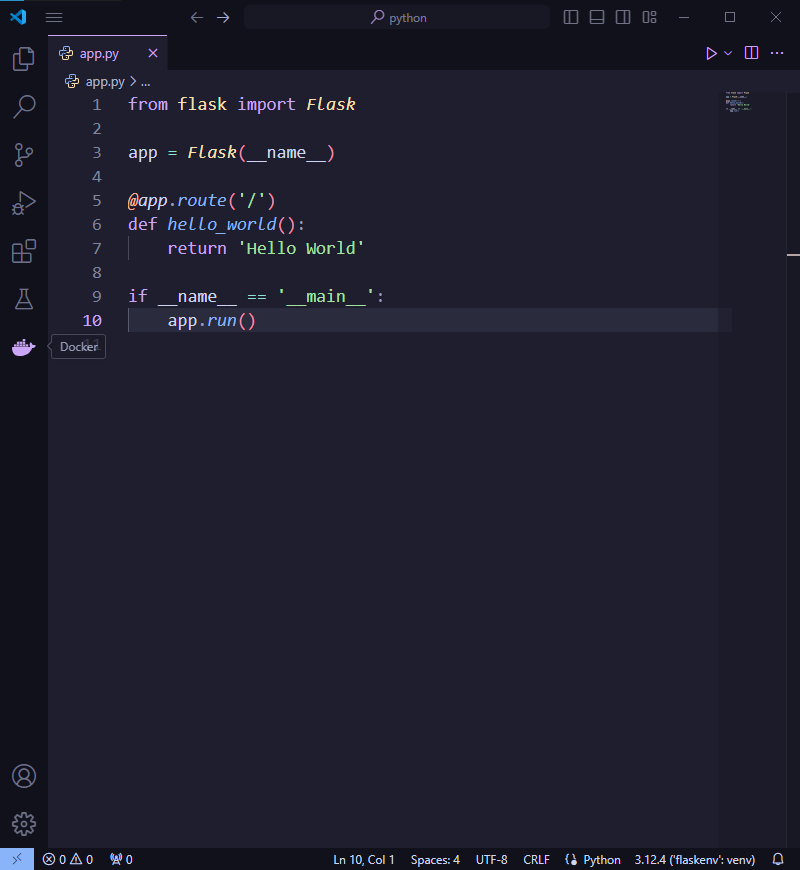 python
app.py
app.py > ...
1 from flask import Flask
2
3 app = Flask(__name__)
4
5 @app.route('/')
6 def hello_world():
7     return 'Hello World'
8
9 if __name__ == '__main__':
10     app.run()
11
Docker
0 0 0 Ln 10, Col 1 Spaces: 4 UTF-8 CRLF Python 3.12.4 ('flaskenv': venv)